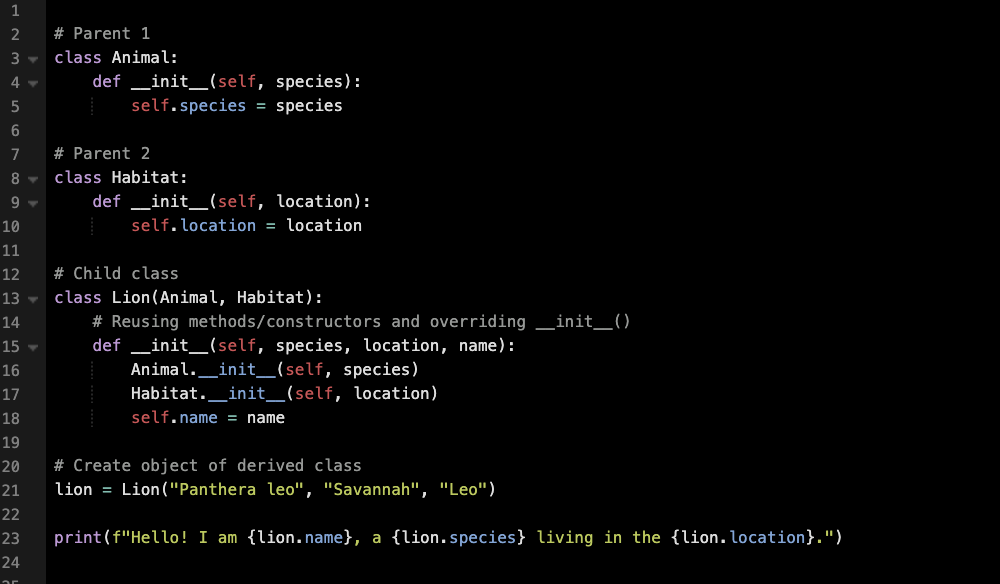 1
2 # Parent 1
3 class Animal:
4     def __init__(self, species):
5         self.species = species
6
7 # Parent 2
8 class Habitat:
9     def __init__(self, location):
10         self.location = location
11
12 # Child class
13 class Lion(Animal, Habitat):
14     # Reusing methods/constructors and overriding __init__()
15     def __init__(self, species, location, name):
16         Animal.__init__(self, species)
17         Habitat.__init__(self, location)
18         self.name = name
19
20 # Create object of derived class
21 lion = Lion("Panthera leo", "Savannah", "Leo")
22
23 print(f"Hello! I am {lion.name}, a {lion.species} living in the {lion.location}.")
24